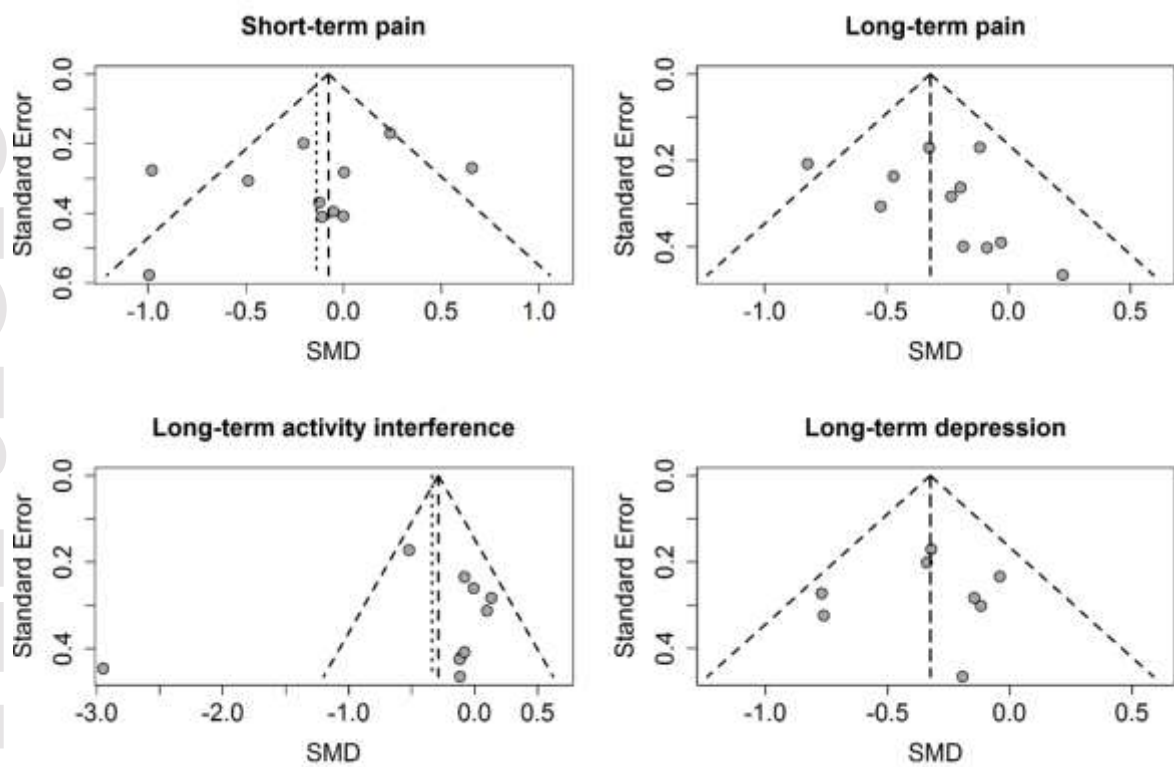 Short-term pain
Standard Error
0.0
0.2
0.4
0.6
-1.0 -0.5 0.0 0.5 1.0
SMD
Long-term pain
Standard Error
0.0
0.2
0.4
-1.0 -0.5 0.0 0.5
SMD
Long-term activity interference
Standard Error
0.0
0.2
0.4
-3.0 -2.0 -1.0 0.0 0.5
SMD
Long-term depression
Standard Error
0.0
0.2
0.4
-1.0 -0.5 0.0 0.5
SMD